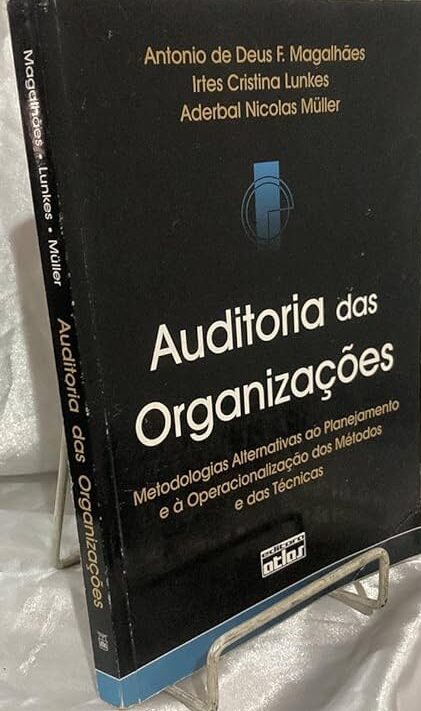 Antonio de Deus F. Magalhães
Irtes Cristina Lunkes
Aderbal Nicolas Müller
Auditoria das
Organizações
Metodologias Alternativas ao Planejamento
e à Operacionalização dos Métodos
e das Técnicas
editora
atlas
Magalhães • Lunkes • Müller
Auditoria das Organizações